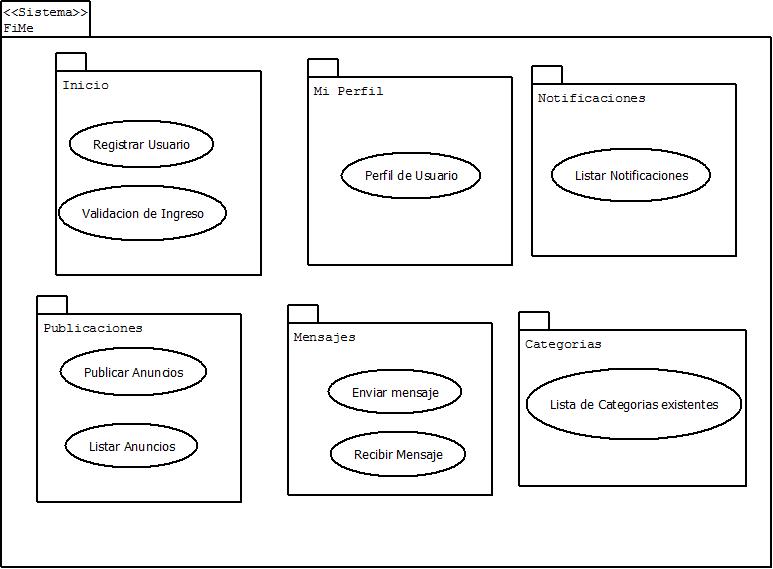 <<Sistema>>
FiMe
Inicio
Registrar Usuario
Validacion de Ingreso
Mi Perfil
Perfil de Usuario
Notificaciones
Listar Notificaciones
Publicaciones
Publicar Anuncios
Listar Anuncios
Mensajes
Enviar mensaje
Recibir Mensaje
Categorias
Lista de Categorias existentes